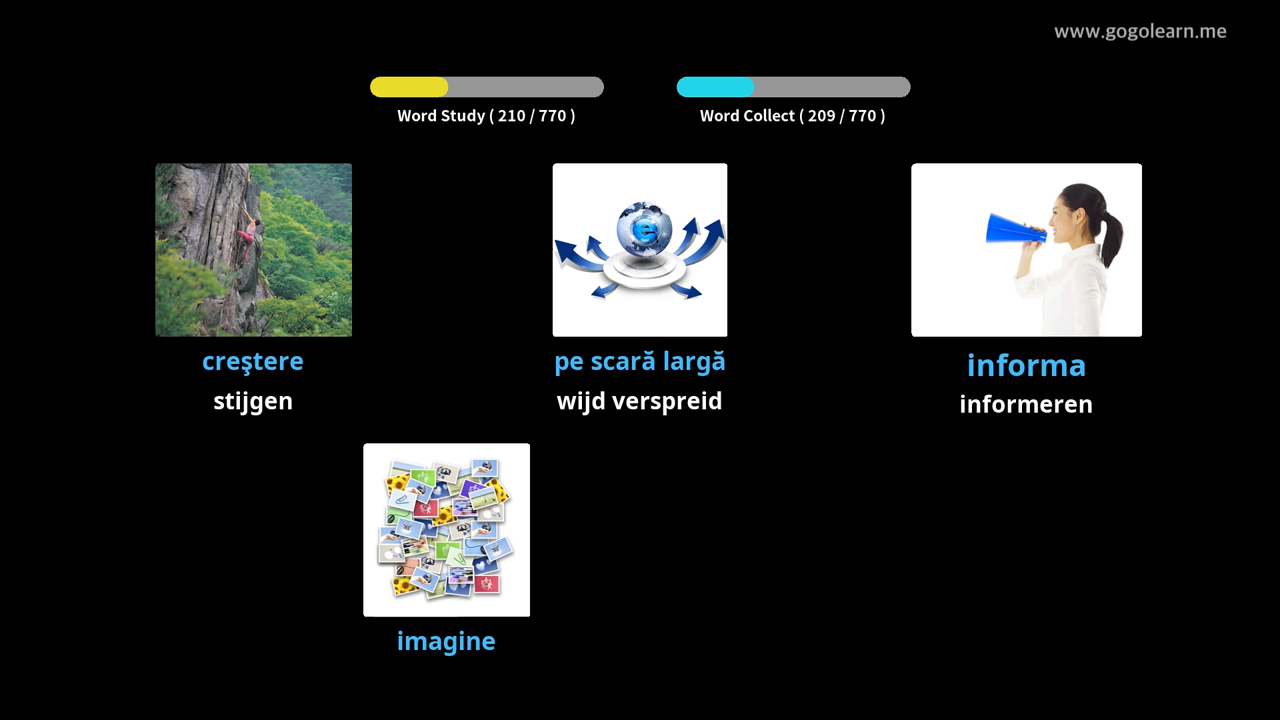 www.gogolearn.me
Word Study ( 210 / 770 )
Word Collect ( 209 / 770 )
creştere
stijgen
pe scară largă
wijd verspreid
informa
informeren
imagine